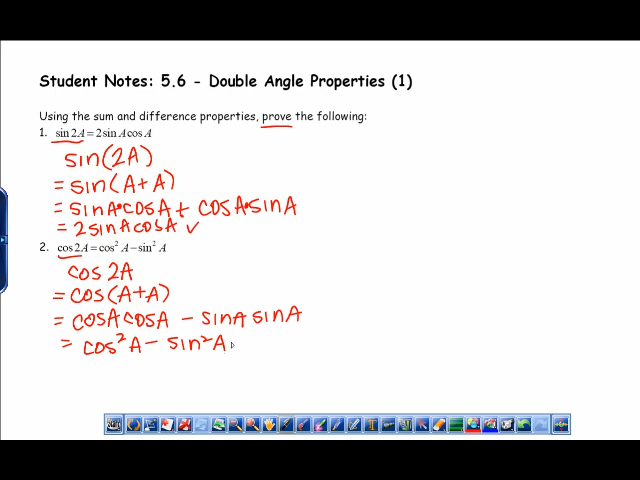 Student Notes: 5.6 - Double Angle Properties (1)
Using the sum and difference properties, prove the following:
1. sin 2A = 2 sin A cos A
sin(2A)
= sin(A+A)
= sinA•cosA + cosA•sinA
= 2sinAcosA ✓
2. cos 2A = cos² A − sin² A
cos 2A
= cos(A+A)
= cosAcosA − sinA sinA
= cos²A − sin²A